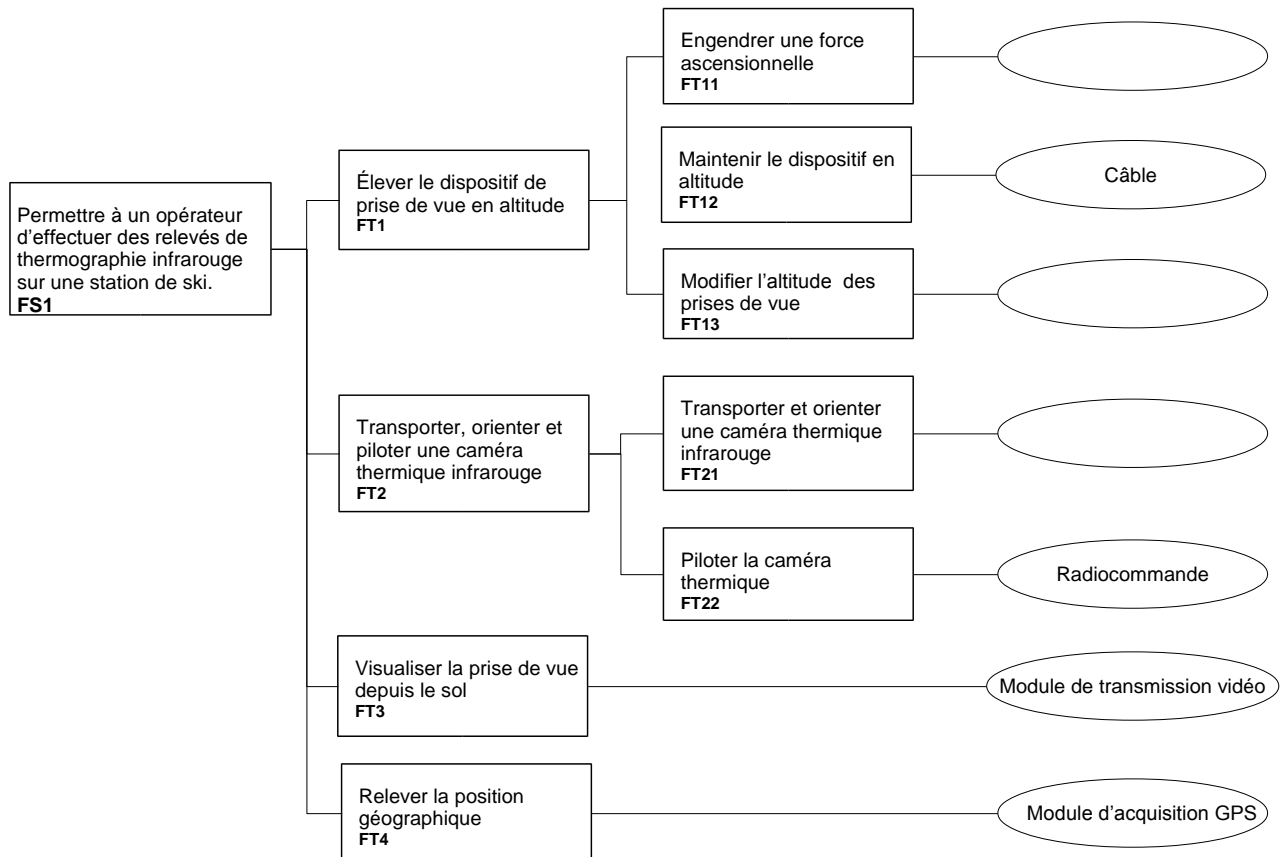 Engendrer une force
ascensionnelle
FT11
Maintenir le dispositif en
altitude
FT12
Câble
Élever le dispositif de
prise de vue en altitude
FT1
Permettre à un opérateur
d'effectuer des relevés de
thermographie infrarouge
sur une station de ski.
FS1
Modifier l'altitude des
prises de vue
FT13
Transporter, orienter et
piloter une caméra
thermique infrarouge
FT2
Transporter et orienter
une caméra thermique
infrarouge
FT21
Piloter la caméra
thermique
FT22
Radiocommande
Visualiser la prise de vue
depuis le sol
FT3
Module de transmission vidéo
Relever la position
géographique
FT4
Module d'acquisition GPS